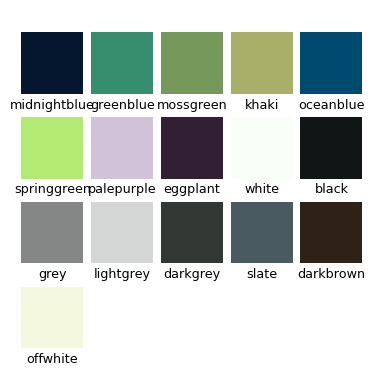 midnightblue greenblue mossgreen khaki oceanblue
springgreen palepurple eggplant white black
grey lightgrey darkgrey slate darkbrown
offwhite